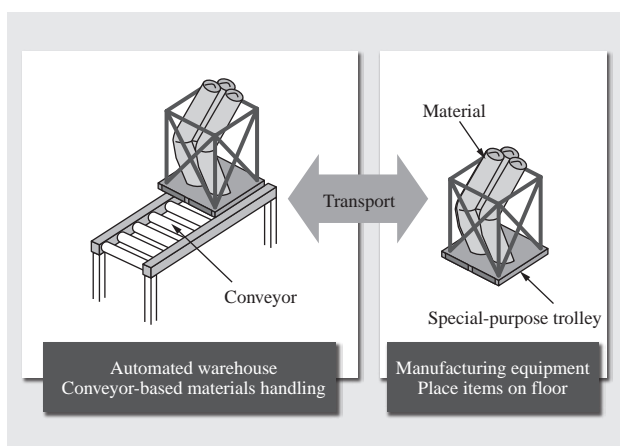 Material
Transport
Conveyor
Special-purpose trolley
Automated warehouse
Conveyor-based materials handling
Manufacturing equipment
Place items on floor